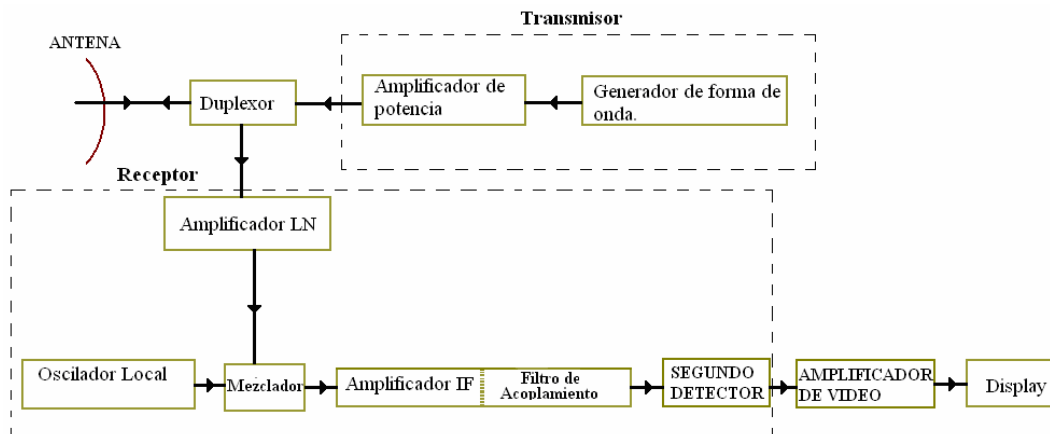 Transmisor
ANTENA
Duplexor
Amplificador de
potencia
Generador de forma de
onda.
Receptor
Amplificador LN
Oscilador Local
Mezclador
Amplificador IF
Filtro de
Acoplamiento
SEGUNDO
DETECTOR
AMPLIFICADOR
DE VIDEO
Display